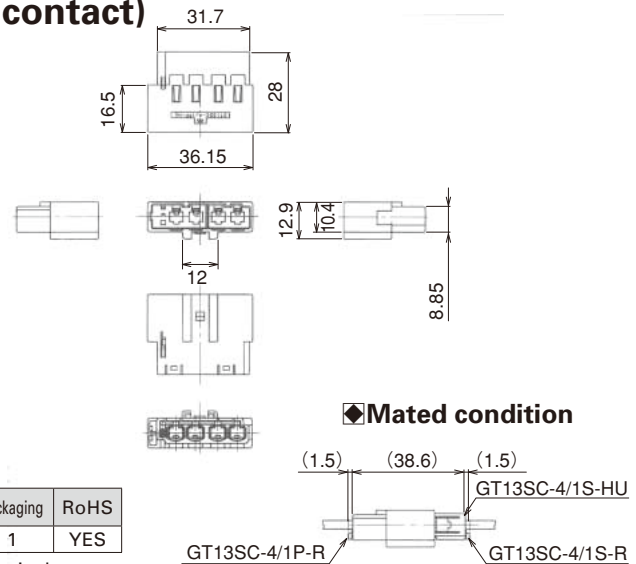 contact)
31.7
16.5
28
36.15
12.9
10.4
12
8.85
◆Mated condition
(1.5) (38.6) (1.5)
GT13SC-4/1S-HU
GT13SC-4/1P-R
GT13SC-4/1S-R
RoHS
1 YES